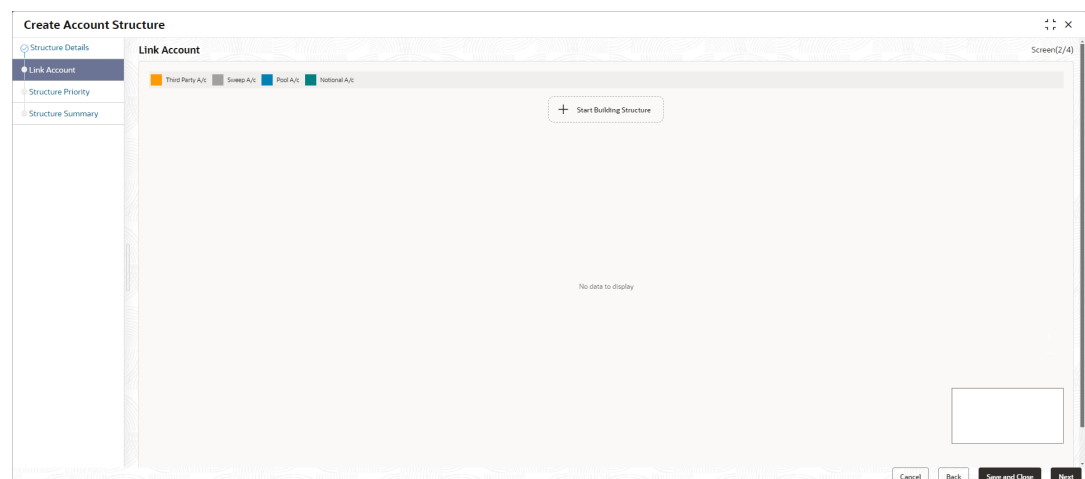 Create Account Structure
Structure Details
Link Account
Structure Priority
Structure Summary
Link Account
Screen(2/4)
Third Party A/c Sweep A/c Pool A/c Notional A/c
Start Building Structure
No data to display
Cancel Back Save and Close Next